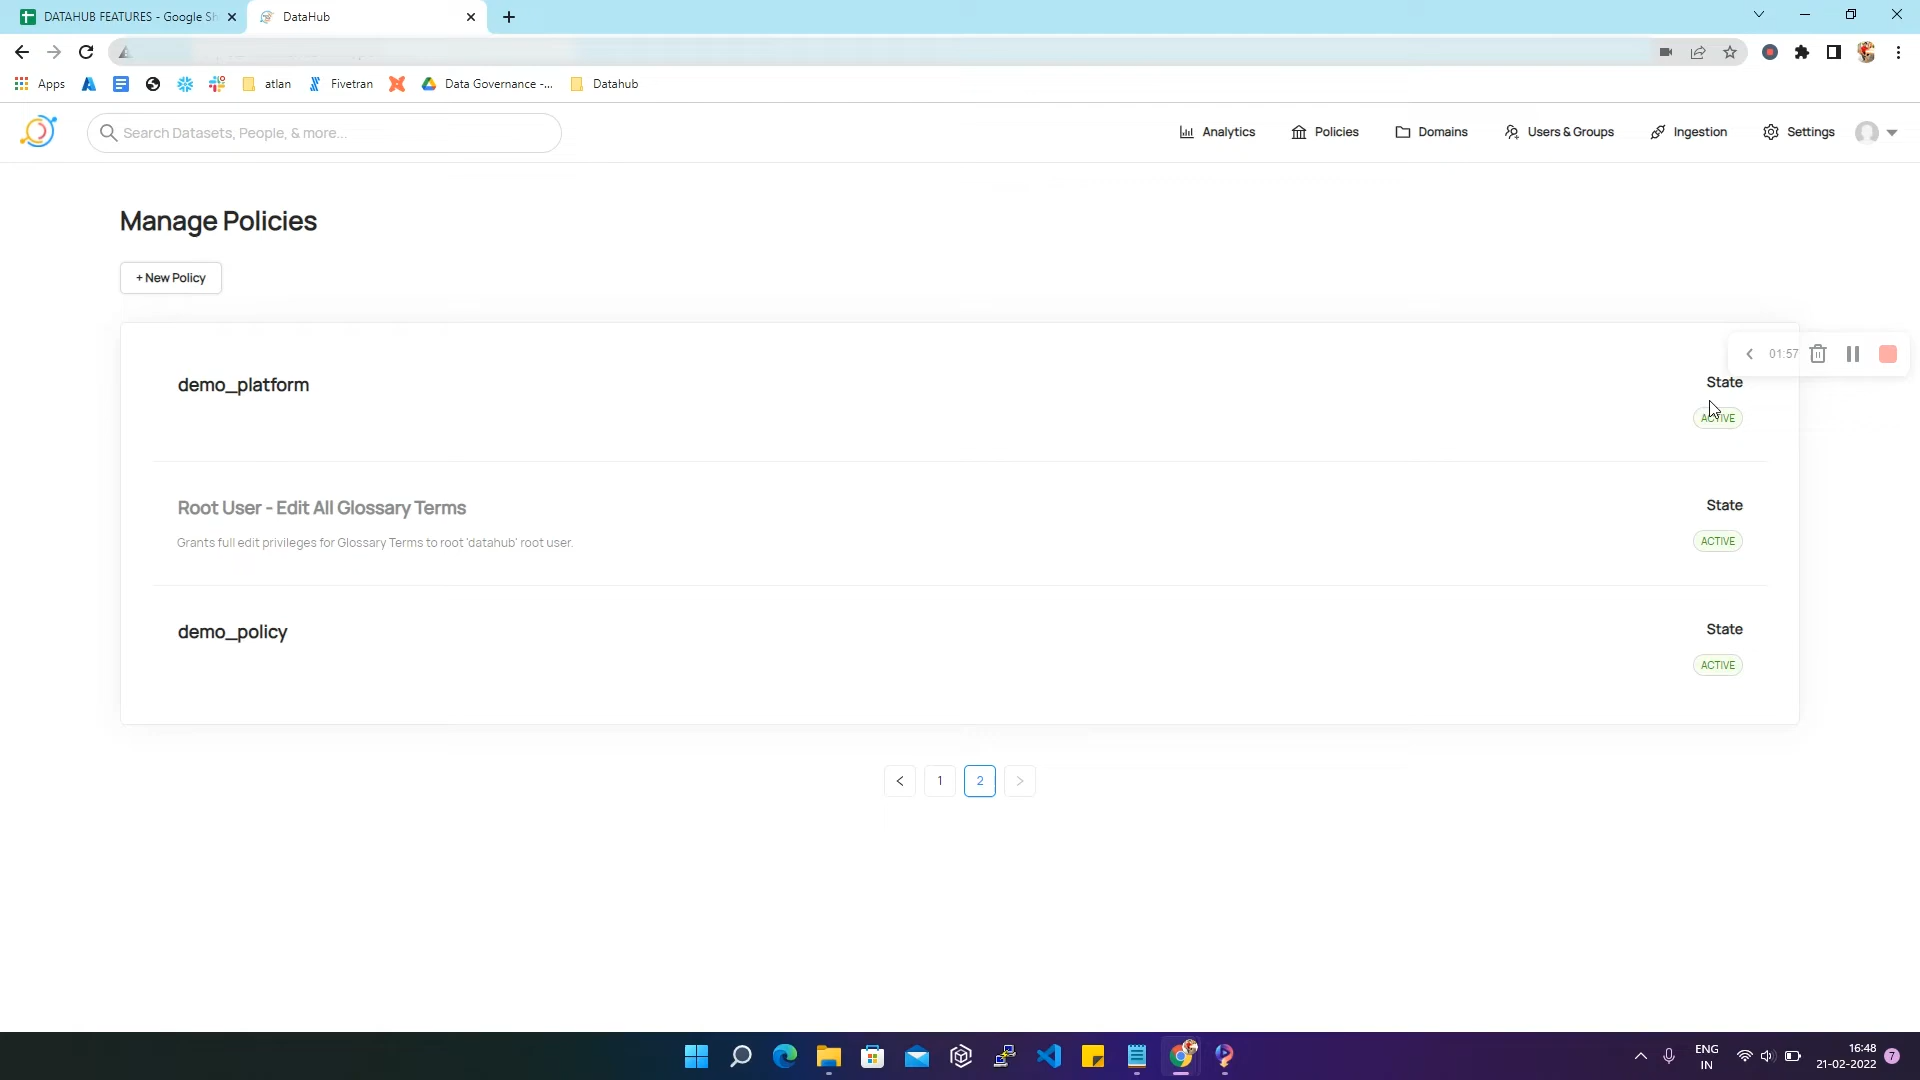 DATAHUB FEATURES - Google Sh
DataHub
Apps
atlan
Fivetran
Data Governance -...
Datahub
Search Datasets, People, & more...
Analytics
Policies
Domains
Users & Groups
Ingestion
Settings
Manage Policies
+ New Policy
01:57
demo_platform
State
ACTIVE
Root User - Edit All Glossary Terms
State
Grants full edit privileges for Glossary Terms to root 'datahub' root user.
ACTIVE
demo_policy
State
ACTIVE
< 1 2 >
ENG
IN
16:48
21-02-2022
7